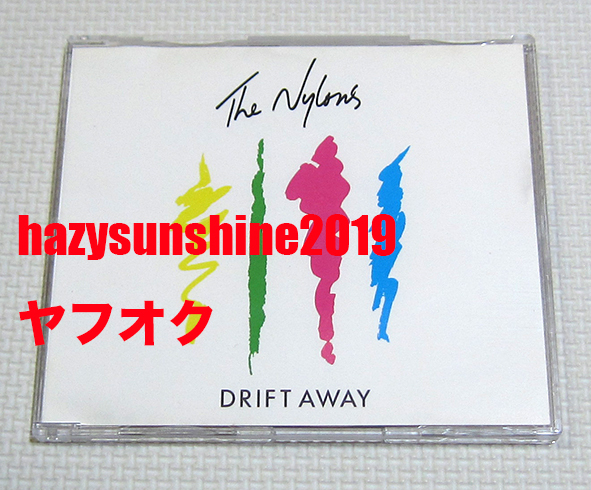 The Nylons
hazysunshine2019
ヤフオク
DRIFT AWAY